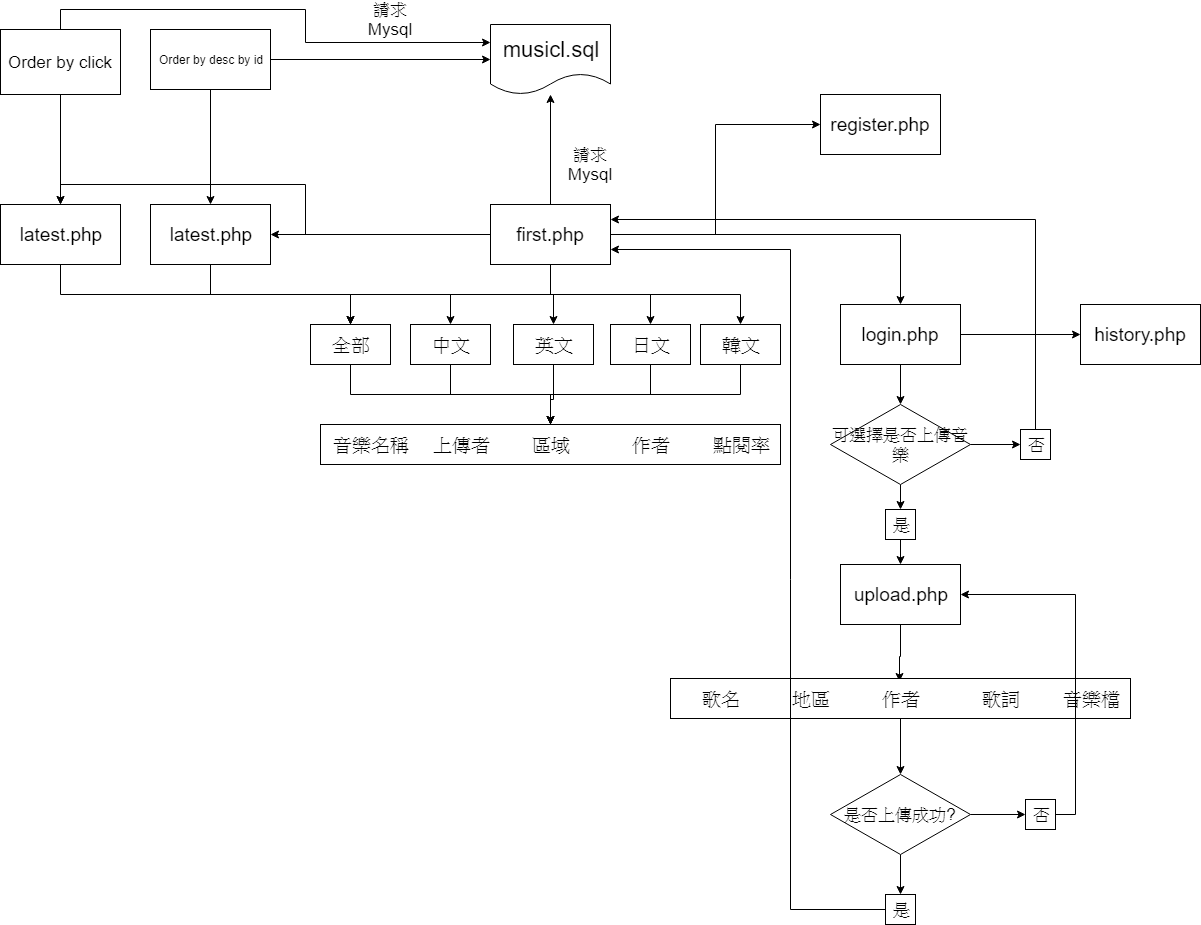 請求
Mysql
Order by click
Order by desc by id
musicl.sql
register.php
請求
Mysql
latest.php
latest.php
first.php
全部
中文
英文
日文
韓文
login.php
history.php
音樂名稱 上傳者 區域 作者 點閱率
可選擇是否上傳音
樂
否
是
upload.php
歌名 地區 作者 歌詞 音樂檔
是否上傳成功?
否
是